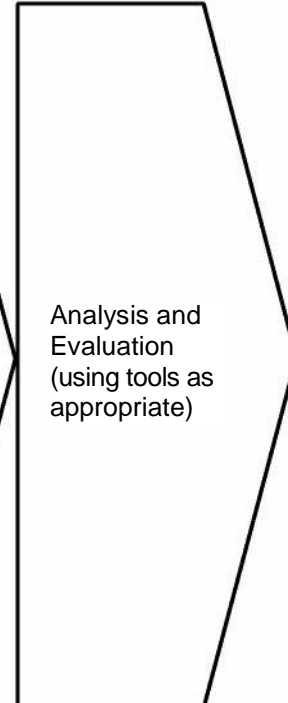 Analysis and
Evaluation
(using tools as
appropriate)